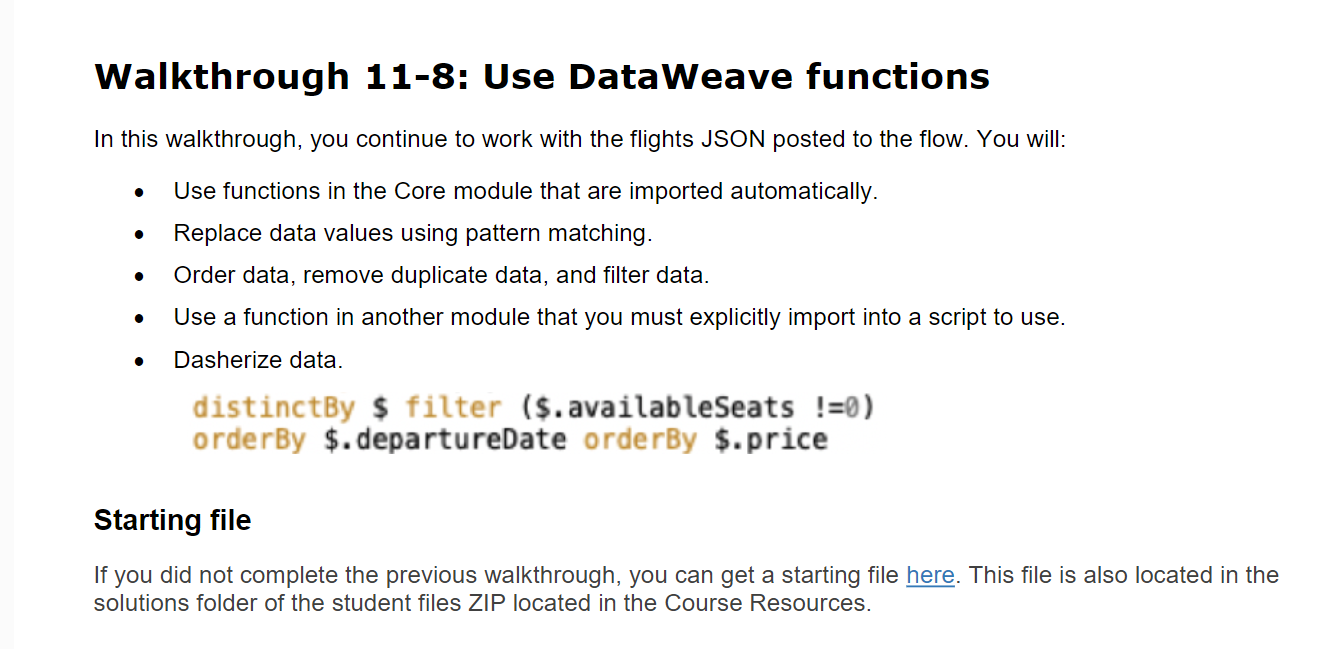 Walkthrough 11-8: Use DataWeave functions
In this walkthrough, you continue to work with the flights JSON posted to the flow. You will:
• Use functions in the Core module that are imported automatically.
• Replace data values using pattern matching.
• Order data, remove duplicate data, and filter data.
• Use a function in another module that you must explicitly import into a script to use.
• Dasherize data.
distinctBy $ filter ($.availableSeats !=0)
orderBy $.departureDate orderBy $.price
Starting file
If you did not complete the previous walkthrough, you can get a starting file here. This file is also located in the
solutions folder of the student files ZIP located in the Course Resources.